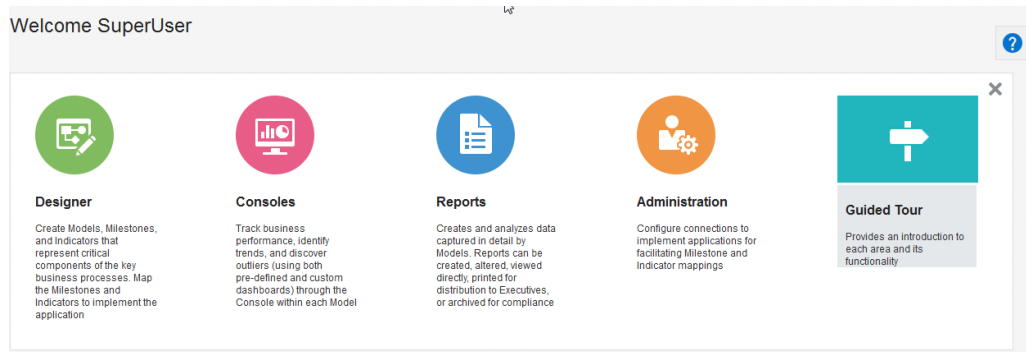 Welcome SuperUser
?
Designer
Create Models, Milestones,
and Indicators that
represent critical
components of the key
business processes. Map
the Milestones and
Indicators to implement the
application
Consoles
Track business
performance, identify
trends, and discover
outliers (using both
pre-defined and custom
dashboards) through the
Console within each Model
Reports
Creates and analyzes data
captured in detail by
Models. Reports can be
created, altered, viewed
directly, printed for
distribution to Executives,
or archived for compliance
Administration
Configure connections to
implement applications for
facilitating Milestone and
Indicator mappings
Guided Tour
Provides an introduction to
each area and its
functionality